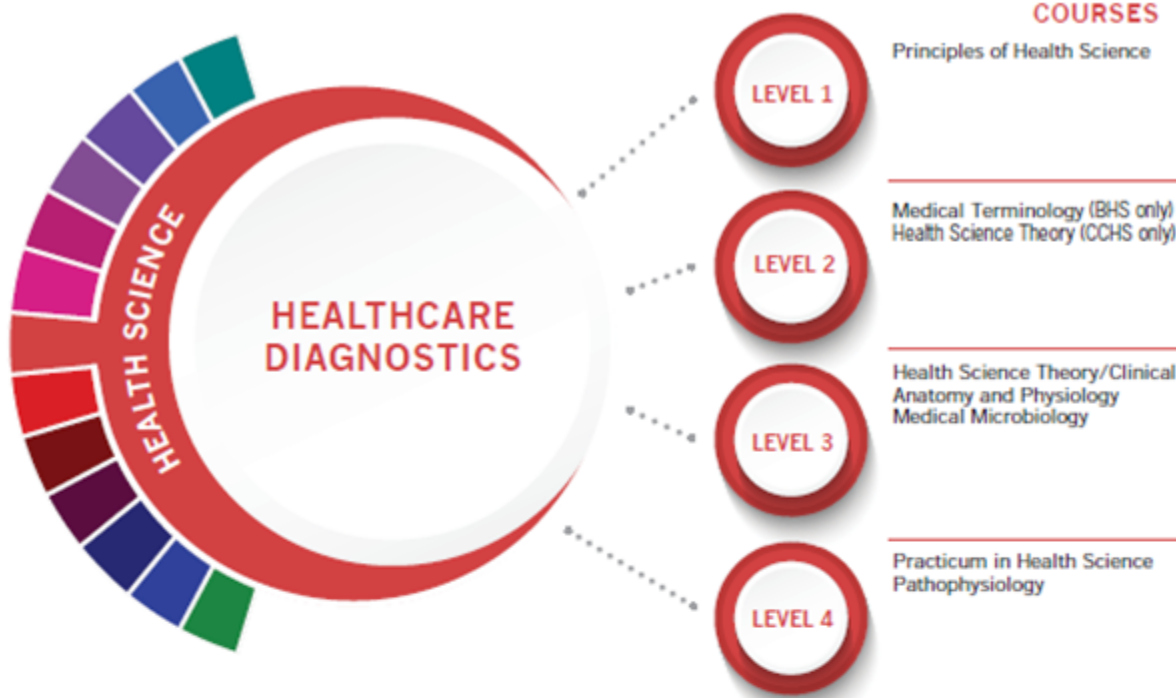 HEALTH SCIENCE
HEALTHCARE
DIAGNOSTICS
COURSES
LEVEL 1
Principles of Health Science
LEVEL 2
Medical Terminology (BHS only)
Health Science Theory (CCHS only)
LEVEL 3
Health Science Theory/Clinical
Anatomy and Physiology
Medical Microbiology
LEVEL 4
Practicum in Health Science
Pathophysiology